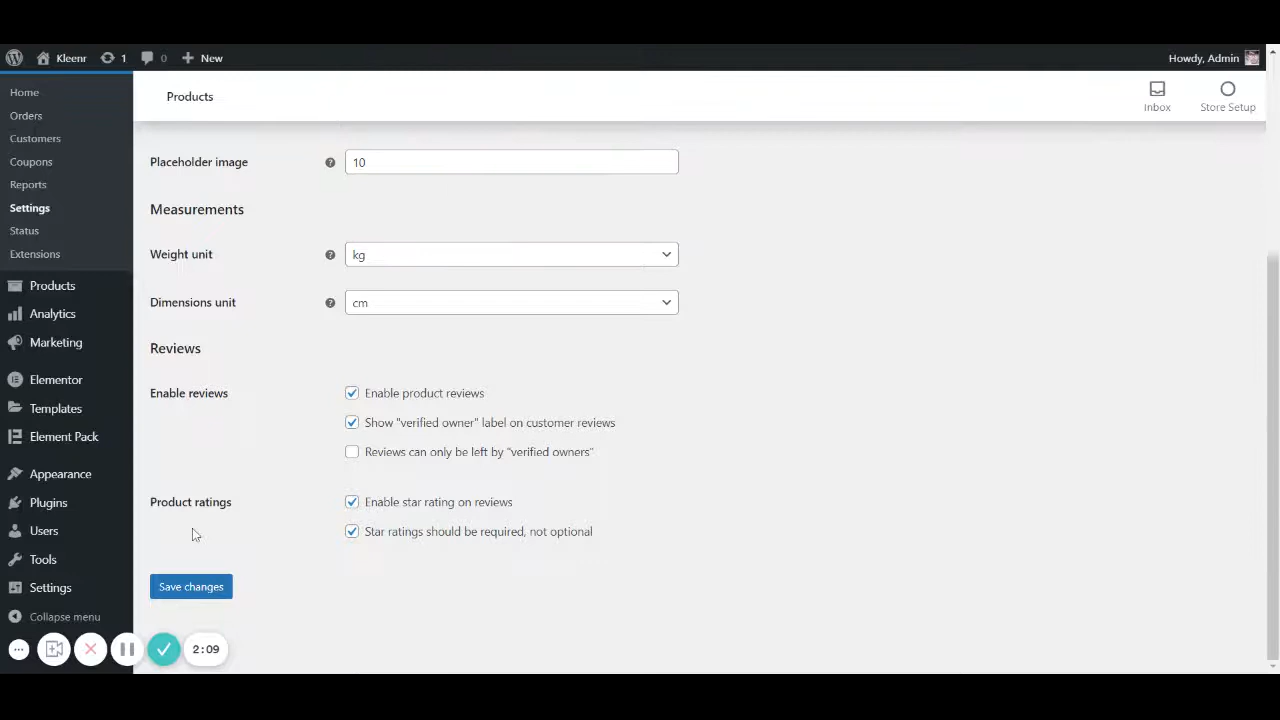 Kleenr 1 0 New Howdy, Admin
Home
Orders
Customers
Coupons
Reports
Settings
Status
Extensions
Products
Analytics
Marketing
Elementor
Templates
Element Pack
Appearance
Plugins
Users
Tools
Settings
Collapse menu
Products
Inbox
Store Setup
Placeholder image ? 10
Measurements
Weight unit ? kg
Dimensions unit ? cm
Reviews
Enable reviews Enable product reviews
Show "verified owner" label on customer reviews
Reviews can only be left by "verified owners"
Product ratings Enable star rating on reviews
Star ratings should be required, not optional
Save changes
2:09